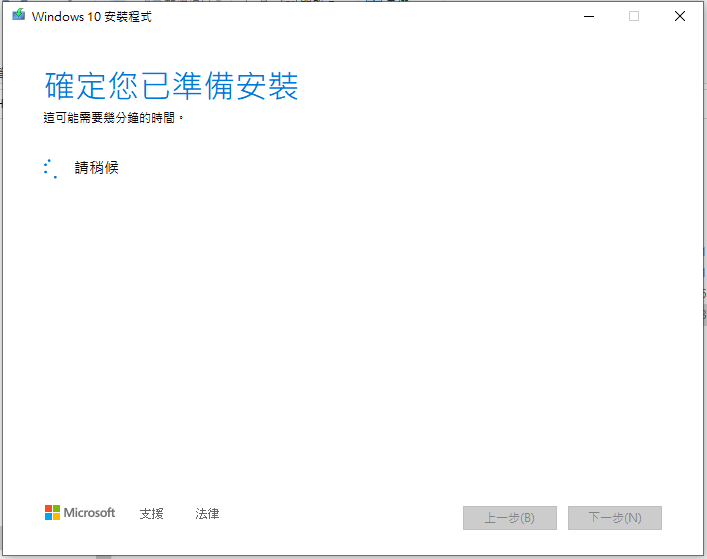 Windows 10 安裝程式
確定您已準備安裝
這可能需要幾分鐘的時間。
請稍候
Microsoft 支援 法律 上一步(B) 下一步(N)